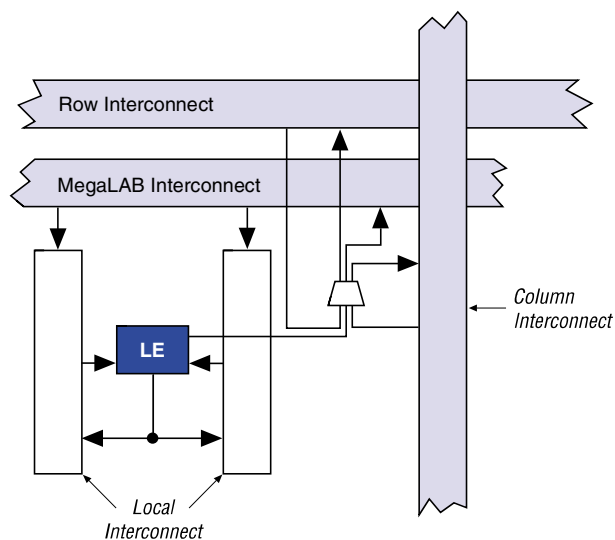 Row Interconnect
MegaLAB Interconnect
LE
Column
Interconnect
Local
Interconnect